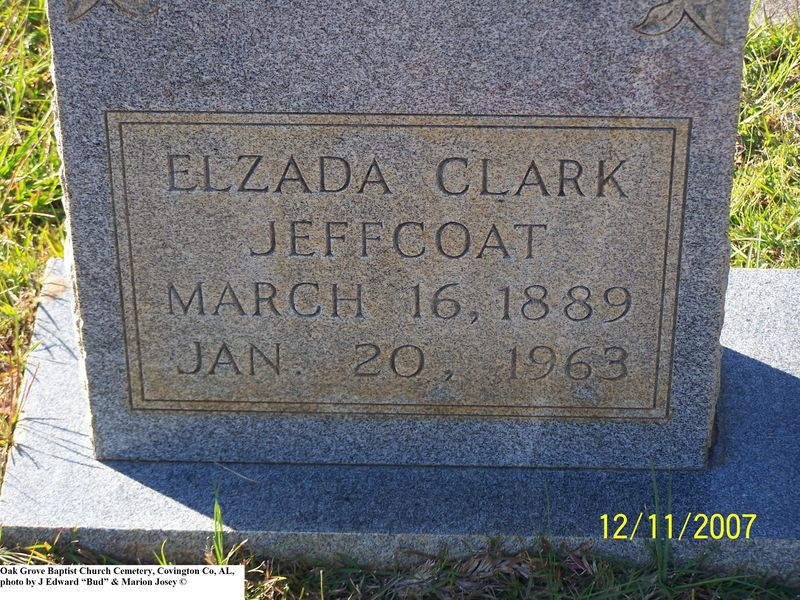 ELZADA CLARK
JEFFCOAT
MARCH 16, 1889
JAN. 20, 1963
12/11/2007
Oak Grove Baptist Church Cemetery, Covington Co, AL,
photo by J Edward “Bud” & Marion Josey ©